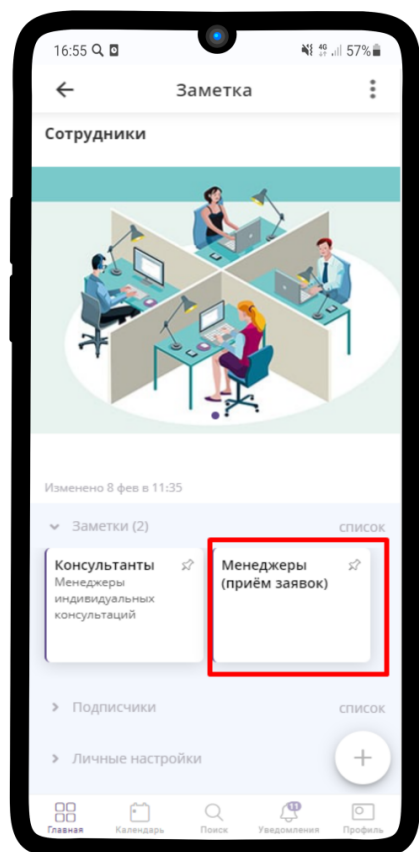 16:55
4G
57%
Заметка
Сотрудники
Изменено 8 фев в 11:35
Заметки (2)
список
Консультанты
Менеджеры
индивидуальных
консультаций
Менеджеры
(приём заявок)
Подписчики
список
Личные настройки
+
11
Главная
Календарь
Поиск
Уведомления
Профиль